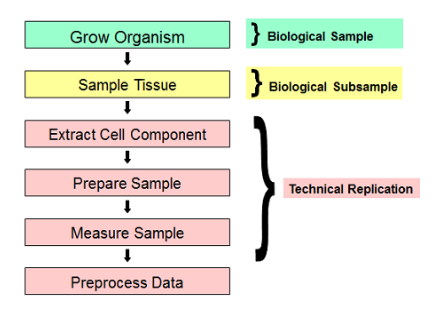 Grow Organism
} Biological Sample
Sample Tissue
} Biological Subsample
Extract Cell Component
Prepare Sample
} Technical Replication
Measure Sample
Preprocess Data